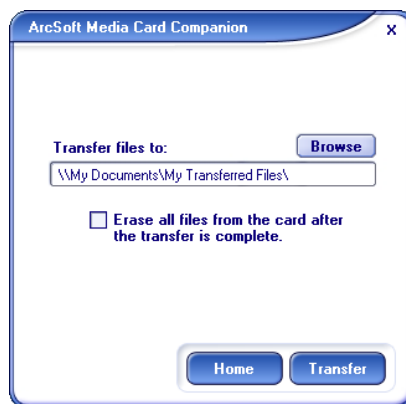 ArcSoft Media Card Companion
x
Transfer files to:
Browse
\\My Documents\My Transferred Files\
Erase all files from the card after
the transfer is complete.
Home
Transfer